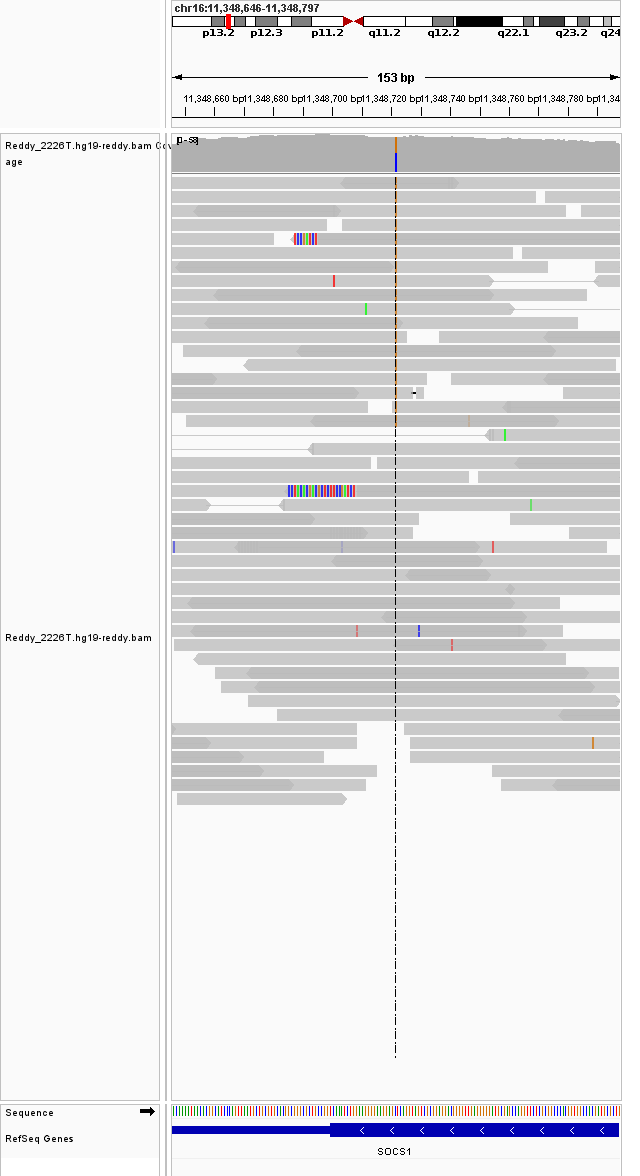 chr16:11,348,646-11,348,797
p13.2 p12.3 p11.2 q11.2 q12.2 q22.1 q23.2 q24
153 bp
11,348,660 bp 11,348,680 bp 11,348,700 bp 11,348,720 bp 11,348,740 bp 11,348,760 bp 11,348,780 bp 11,34
Reddy_2226T.hg19-reddy.bam Cov
age
Reddy_2226T.hg19-reddy.bam
Sequence
RefSeq Genes
SOCS1